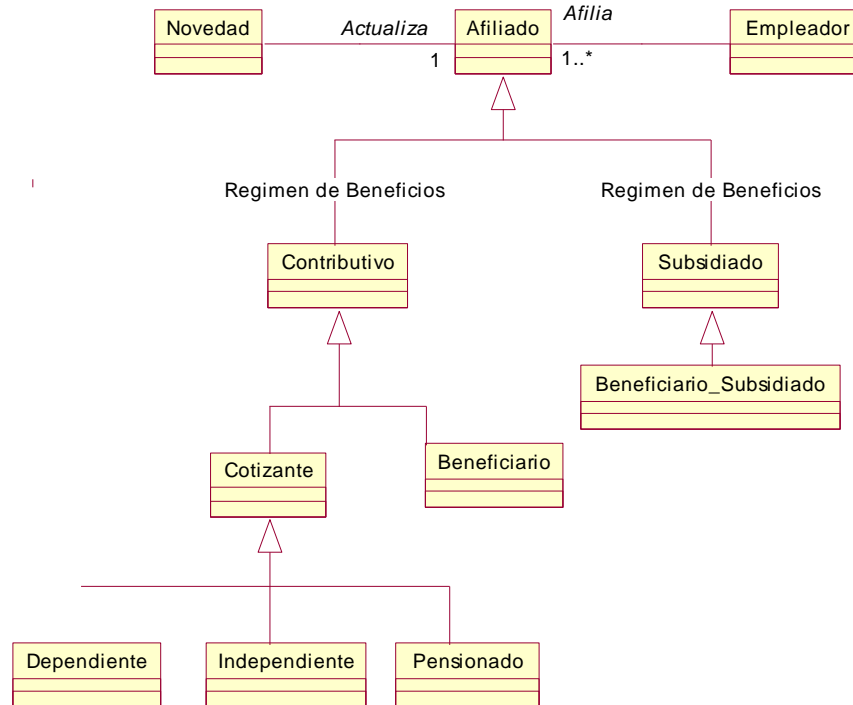 Novedad
Actualiza
Afiliado
Afilia
Empleador
1
1..*
Regimen de Beneficios
Regimen de Beneficios
Contributivo
Subsidiado
Beneficiario_Subsidiado
Cotizante
Beneficiario
Dependiente
Independiente
Pensionado